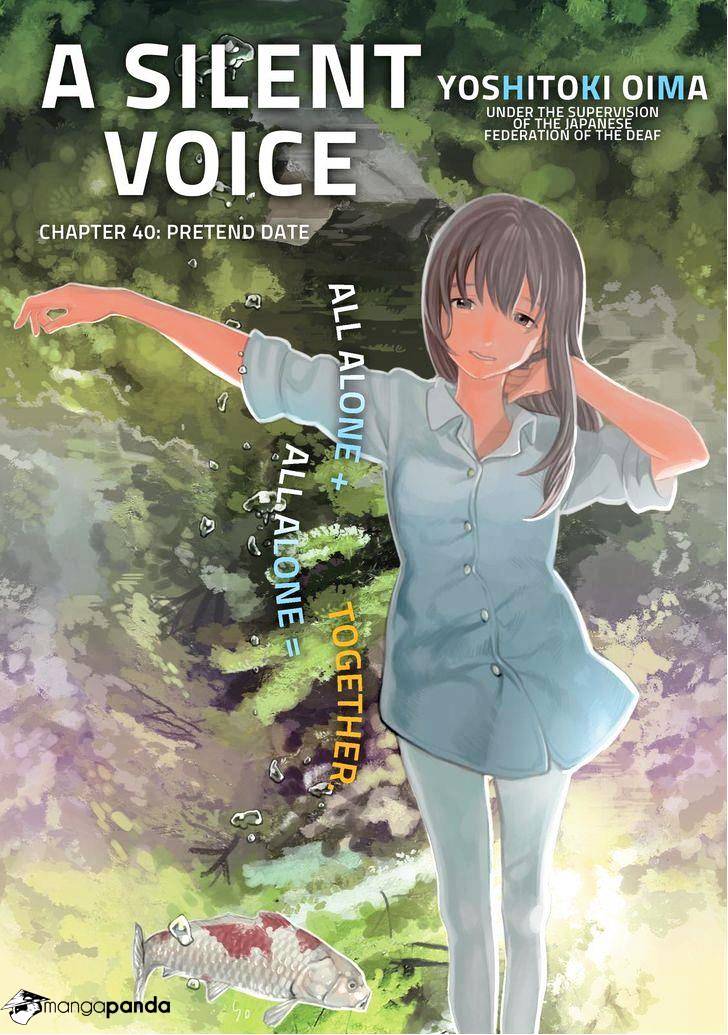 A SILENT
VOICE
YOSHITOKI OIMA
UNDER THE SUPERVISION
OF THE JAPANESE
FEDERATION OF THE DEAF
CHAPTER 40: PRETEND DATE
ALL ALONE +
ALL ALONE =
TOGETHER.
mangapanda